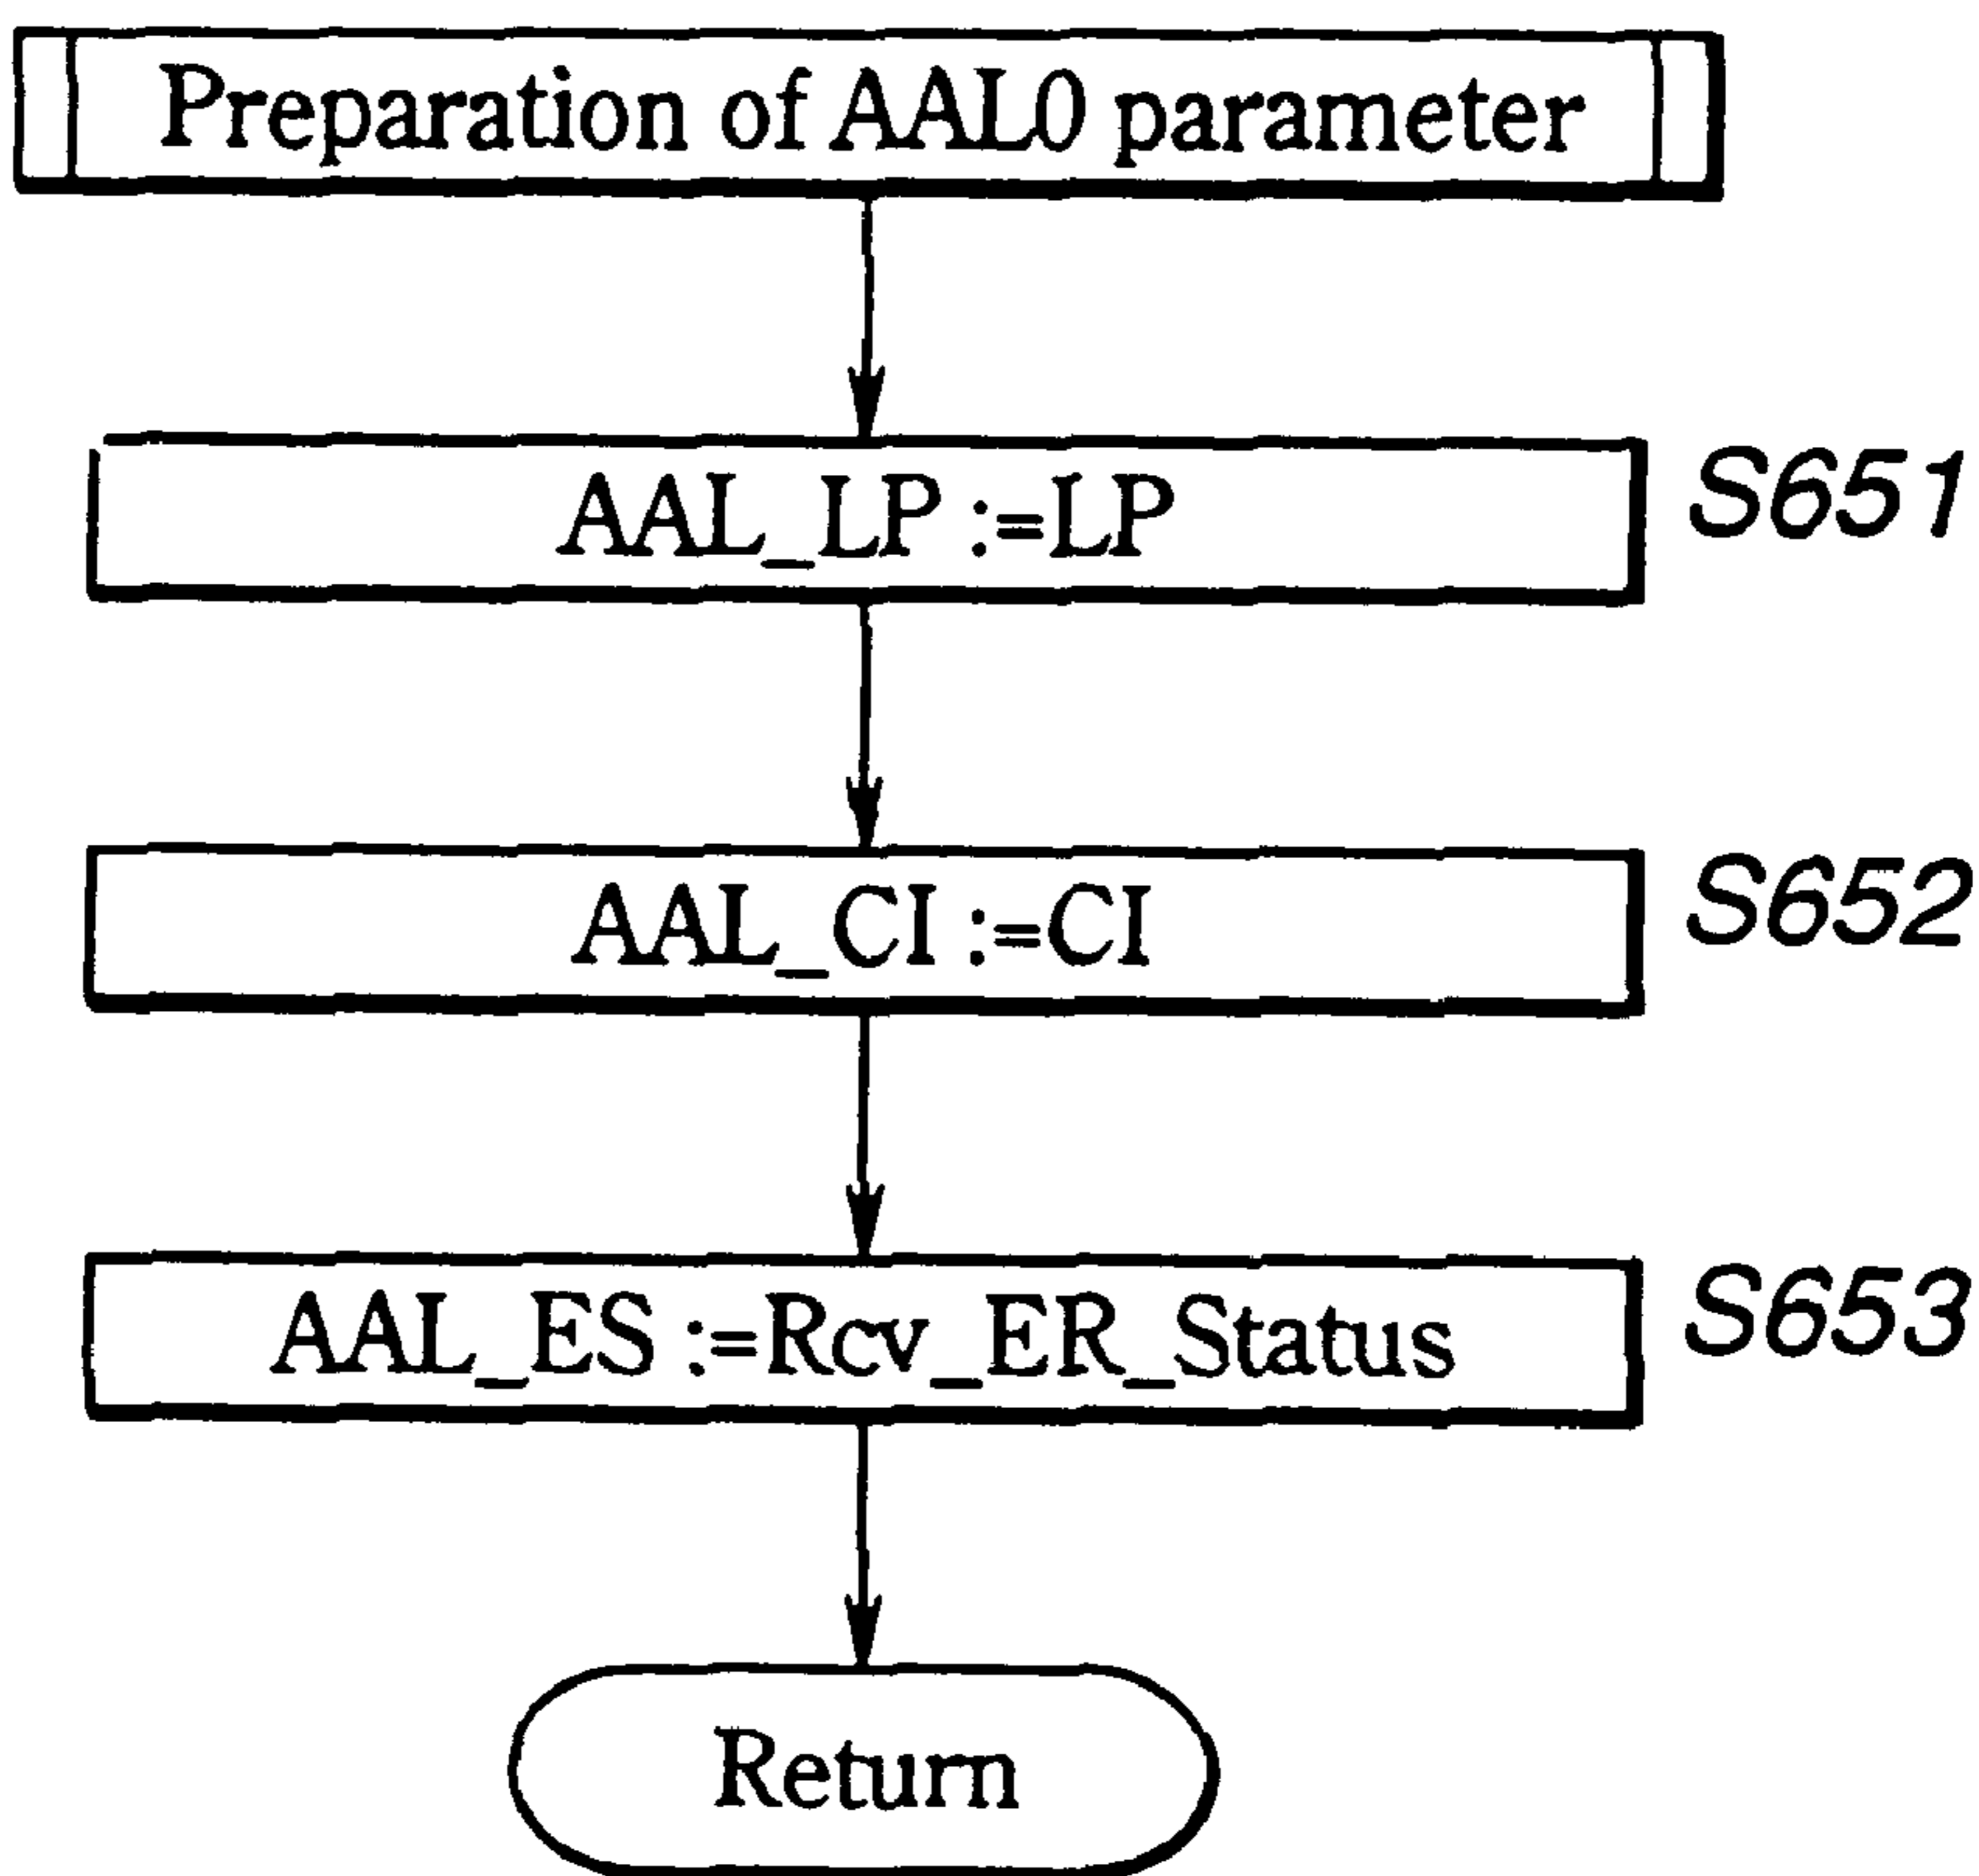 Preparation of AAL0 parameter
AAL_LP :=LP
S651
AAL_CI :=CI
S652
AAL_ES :=Rcv_ER_Status
S653
Return